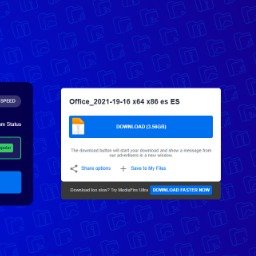 SPEED
Status
Office_2021-19-16 x64 x86 es ES
DOWNLOAD (3.56GB)
The download button will start your download and show a message from
our advertisers in a new window.
Share options
Save to My Files
Download too slow? Try MediaFire Ultra
DOWNLOAD FASTER NOW